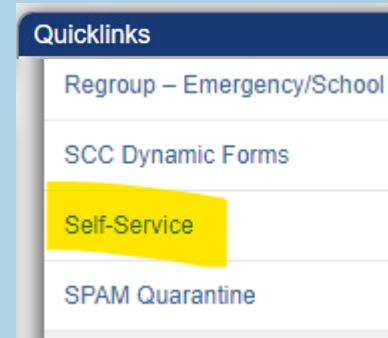 Quicklinks
Regroup – Emergency/School
SCC Dynamic Forms
Self-Service
SPAM Quarantine